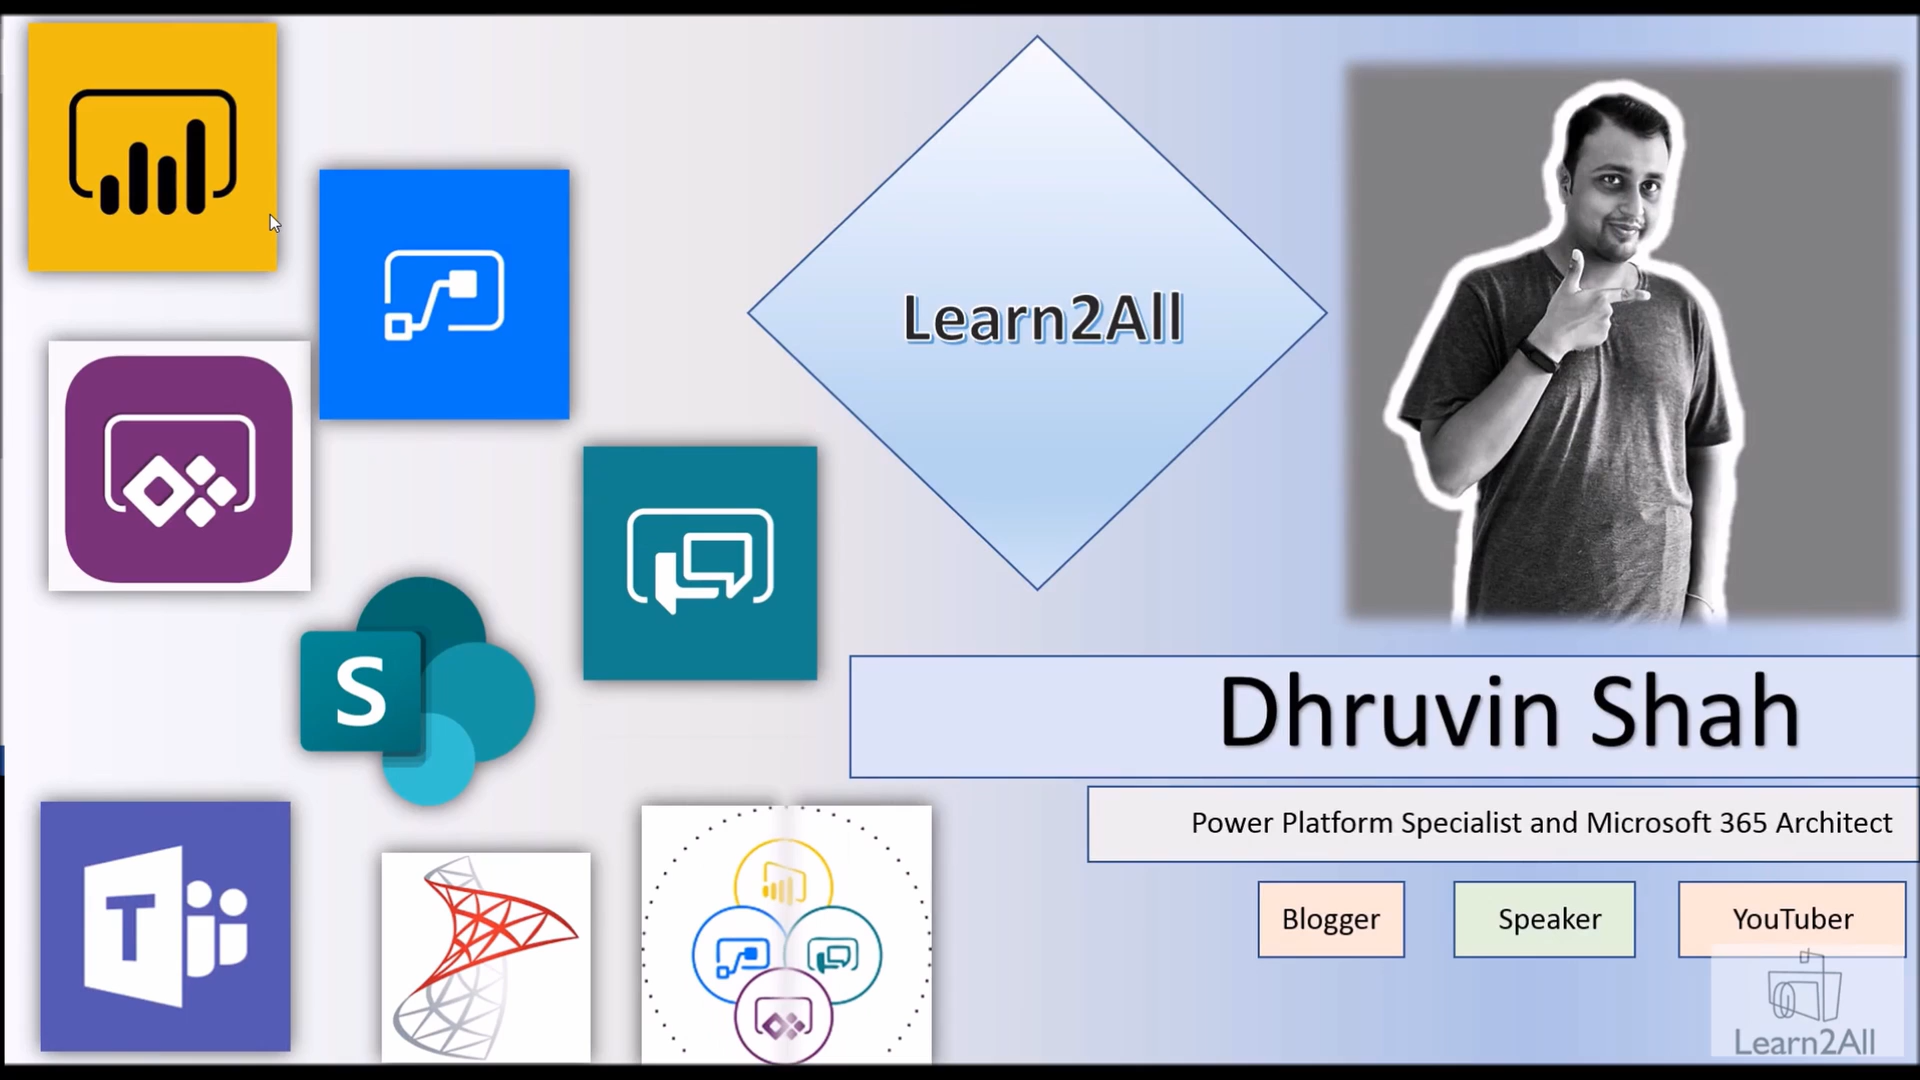 Learn2All
S
Dhruvin Shah
Power Platform Specialist and Microsoft 365 Architect
T
Blogger
Speaker
YouTuber
Learn2All